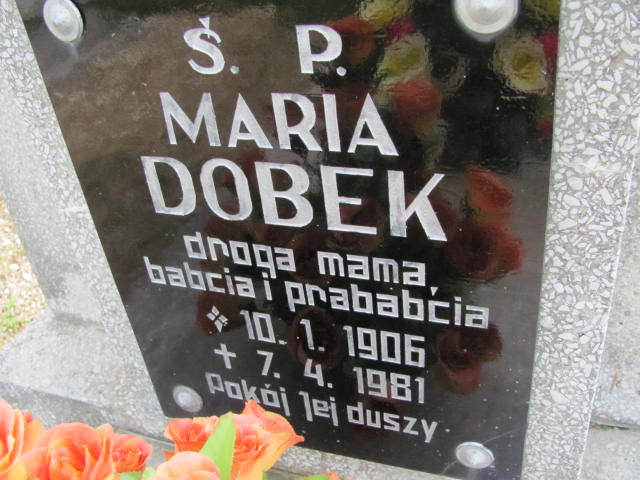 Ś. P.
MARIA
DOBEK
droga mama,
babcia i prababcia
10. 1. 1906
+ 7. 4. 1981
Pokój Jej duszy.